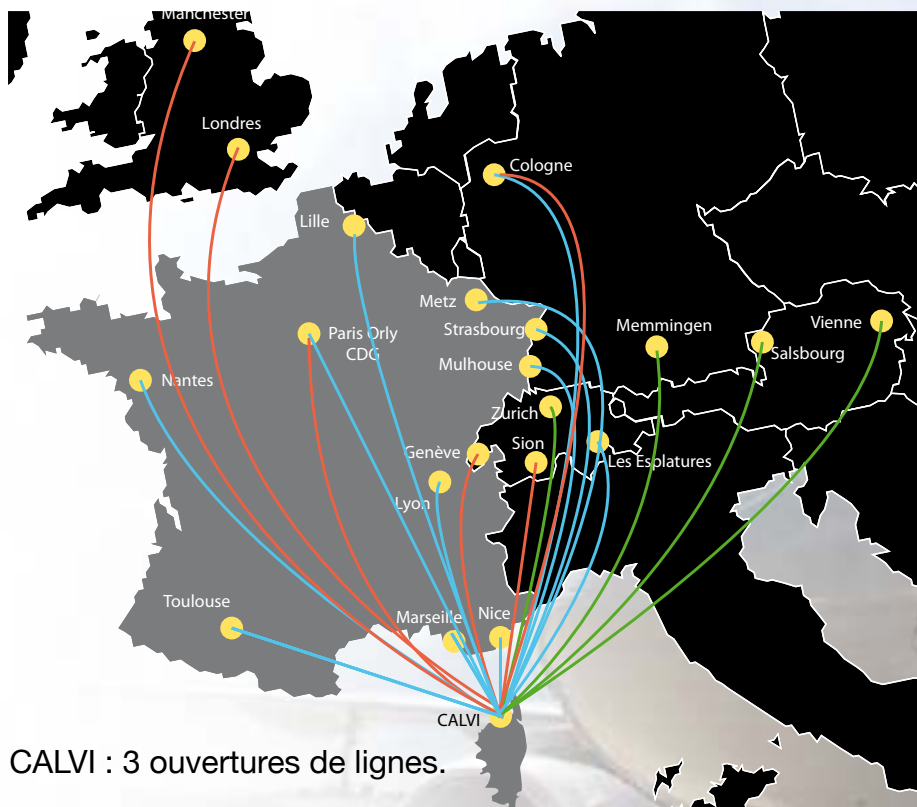 Manchester
Londres
Cologne
Lille
Metz
Strasbourg
Memmingen
Vienne
Paris Orly
CDG
Salsbourg
Mulhouse
Nantes
Zurich
Genève
Sion
Les Esplatures
Lyon
Toulouse
Marseille
Nice
CALVI
CALVI : 3 ouvertures de lignes.